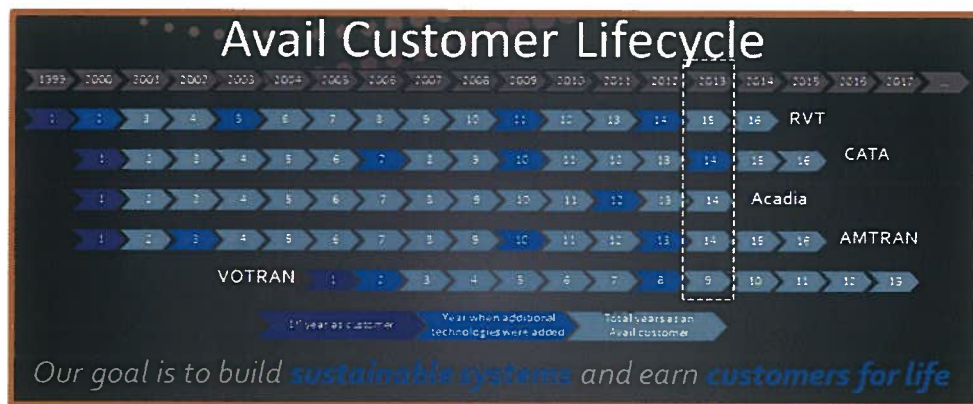 Avail Customer Lifecycle
1999 2000 2001 2002 2003 2004 2005 2006 2007 2008 2009 2010 2011 2012 2013 2014 2015 2016 2017 ...
1 2 3 4 5 6 7 8 9 10 11 12 13 14 15 16 RVT
1 2 3 4 5 6 7 8 9 10 11 12 13 14 15 16 CATA
1 2 3 4 5 6 7 8 9 10 11 12 13 14 Acadia
1 2 3 4 5 6 7 8 9 10 11 12 13 14 15 16 AMTRAN
VOTRAN 1 2 3 4 5 6 7 8 9 10 11 12 13
1st year as customer
Year when additional
technologies were added
Total years as an
Avail customer
Our goal is to build sustainable systems and earn customers for life